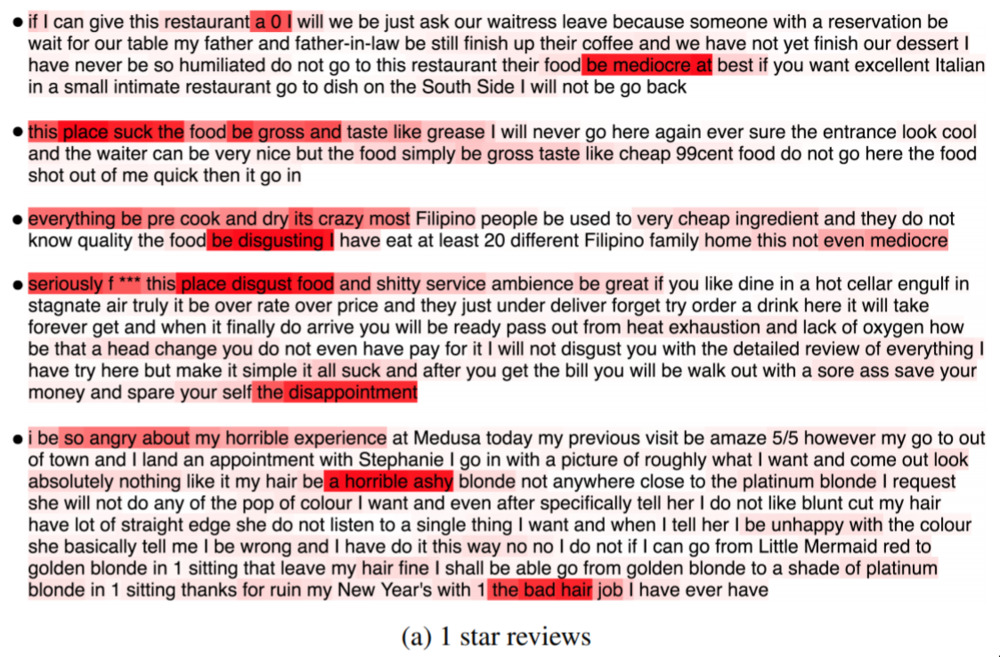 ● if I can give this restaurant a 0 I will we be just ask our waitress leave because someone with a reservation be
wait for our table my father and father-in-law be still finish up their coffee and we have not yet finish our dessert I
have never be so humiliated do not go to this restaurant their food be mediocre at best if you want excellent Italian
in a small intimate restaurant go to dish on the South Side I will not be go back
● this place suck the food be gross and taste like grease I will never go here again ever sure the entrance look cool
and the waiter can be very nice but the food simply be gross taste like cheap 99cent food do not go here the food
shot out of me quick then it go in
● everything be pre cook and dry its crazy most Filipino people be used to very cheap ingredient and they do not
know quality the food be disgusting I have eat at least 20 different Filipino family home this not even mediocre
● seriously f *** this place disgust food and shitty service ambience be great if you like dine in a hot cellar engulf in
stagnate air truly it be over rate over price and they just under deliver forget try order a drink here it will take
forever get and when it finally do arrive you will be ready pass out from heat exhaustion and lack of oxygen how
be that a head change you do not even have pay for it I will not disgust you with the detailed review of everything I
have try here but make it simple it all suck and after you get the bill you will be walk out with a sore ass save your
money and spare your self the disappointment
● i be so angry about my horrible experience at Medusa today my previous visit be amaze 5/5 however my go to out
of town and I land an appointment with Stephanie I go in with a picture of roughly what I want and come out look
absolutely nothing like it my hair be a horrible ashy blonde not anywhere close to the platinum blonde I request
she will not do any of the pop of colour I want and even after specifically tell her I do not like blunt cut my hair
have lot of straight edge she do not listen to a single thing I want and when I tell her I be unhappy with the colour
she basically tell me I be wrong and I have do it this way no no I do not if I can go from Little Mermaid red to
golden blonde in 1 sitting that leave my hair fine I shall be able go from golden blonde to a shade of platinum
blonde in 1 sitting thanks for ruin my New Year's with 1 the bad hair job I have ever have
(a) 1 star reviews